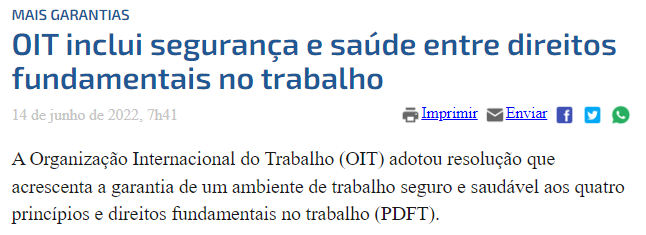 MAIS GARANTIAS
OIT inclui segurança e saúde entre direitos
fundamentais no trabalho
14 de junho de 2022, 7h41
Imprimir Enviar
A Organização Internacional do Trabalho (OIT) adotou resolução que
acrescenta a garantia de um ambiente de trabalho seguro e saudável aos quatro
princípios e direitos fundamentais no trabalho (PDFT).